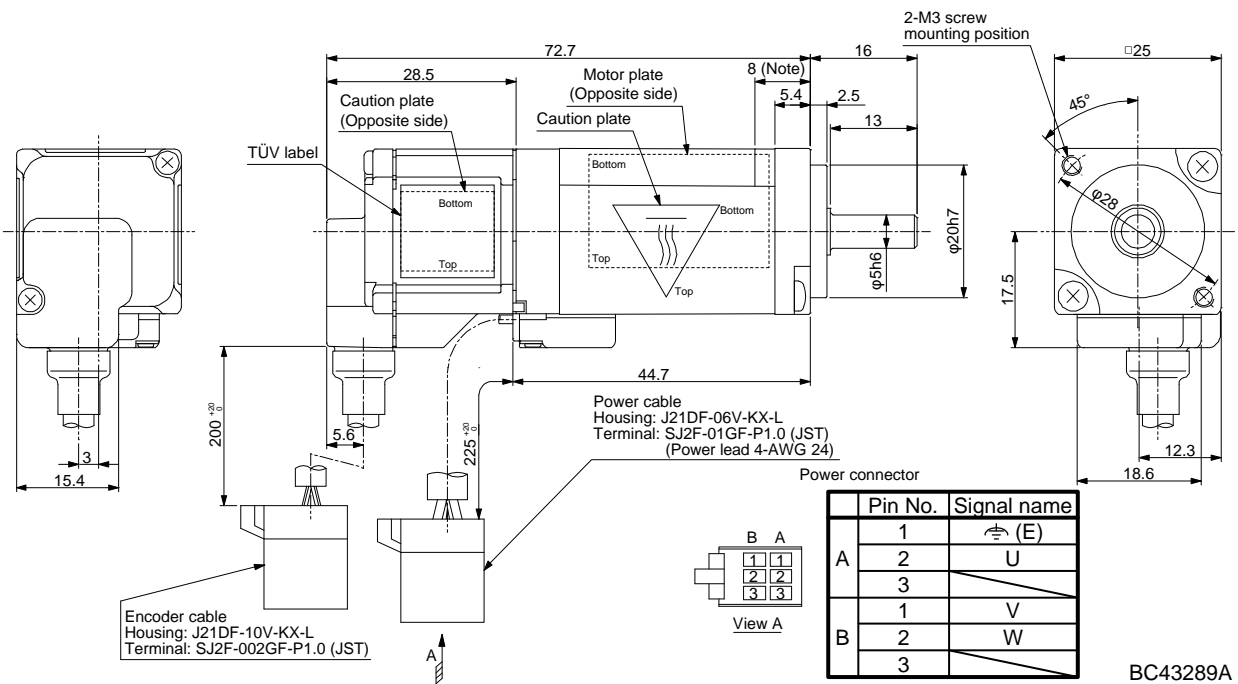 2-M3 screw
mounting position
72.7
16
□25
28.5
8 (Note)
Motor plate
(Opposite side)
5.4
2.5
Caution plate
(Opposite side)
Caution plate
13
45°
TÜV label
Bottom
Bottom
Bottom
Top
Top
Top
φ5h6
φ20h7
φ28
17.5
44.7
200 +20 0
5.6
225 +20 0
3
15.4
12.3
18.6
Power cable
Housing: J21DF-06V-KX-L
Terminal: SJ2F-01GF-P1.0 (JST)
(Power lead 4-AWG 24)
Power connector
Pin No. Signal name
A
1 (E)
2 U
3
B
1 V
2 W
3
B A
1 1
2 2
3 3
View A
A
Encoder cable
Housing: J21DF-10V-KX-L
Terminal: SJ2F-002GF-P1.0 (JST)
BC43289A